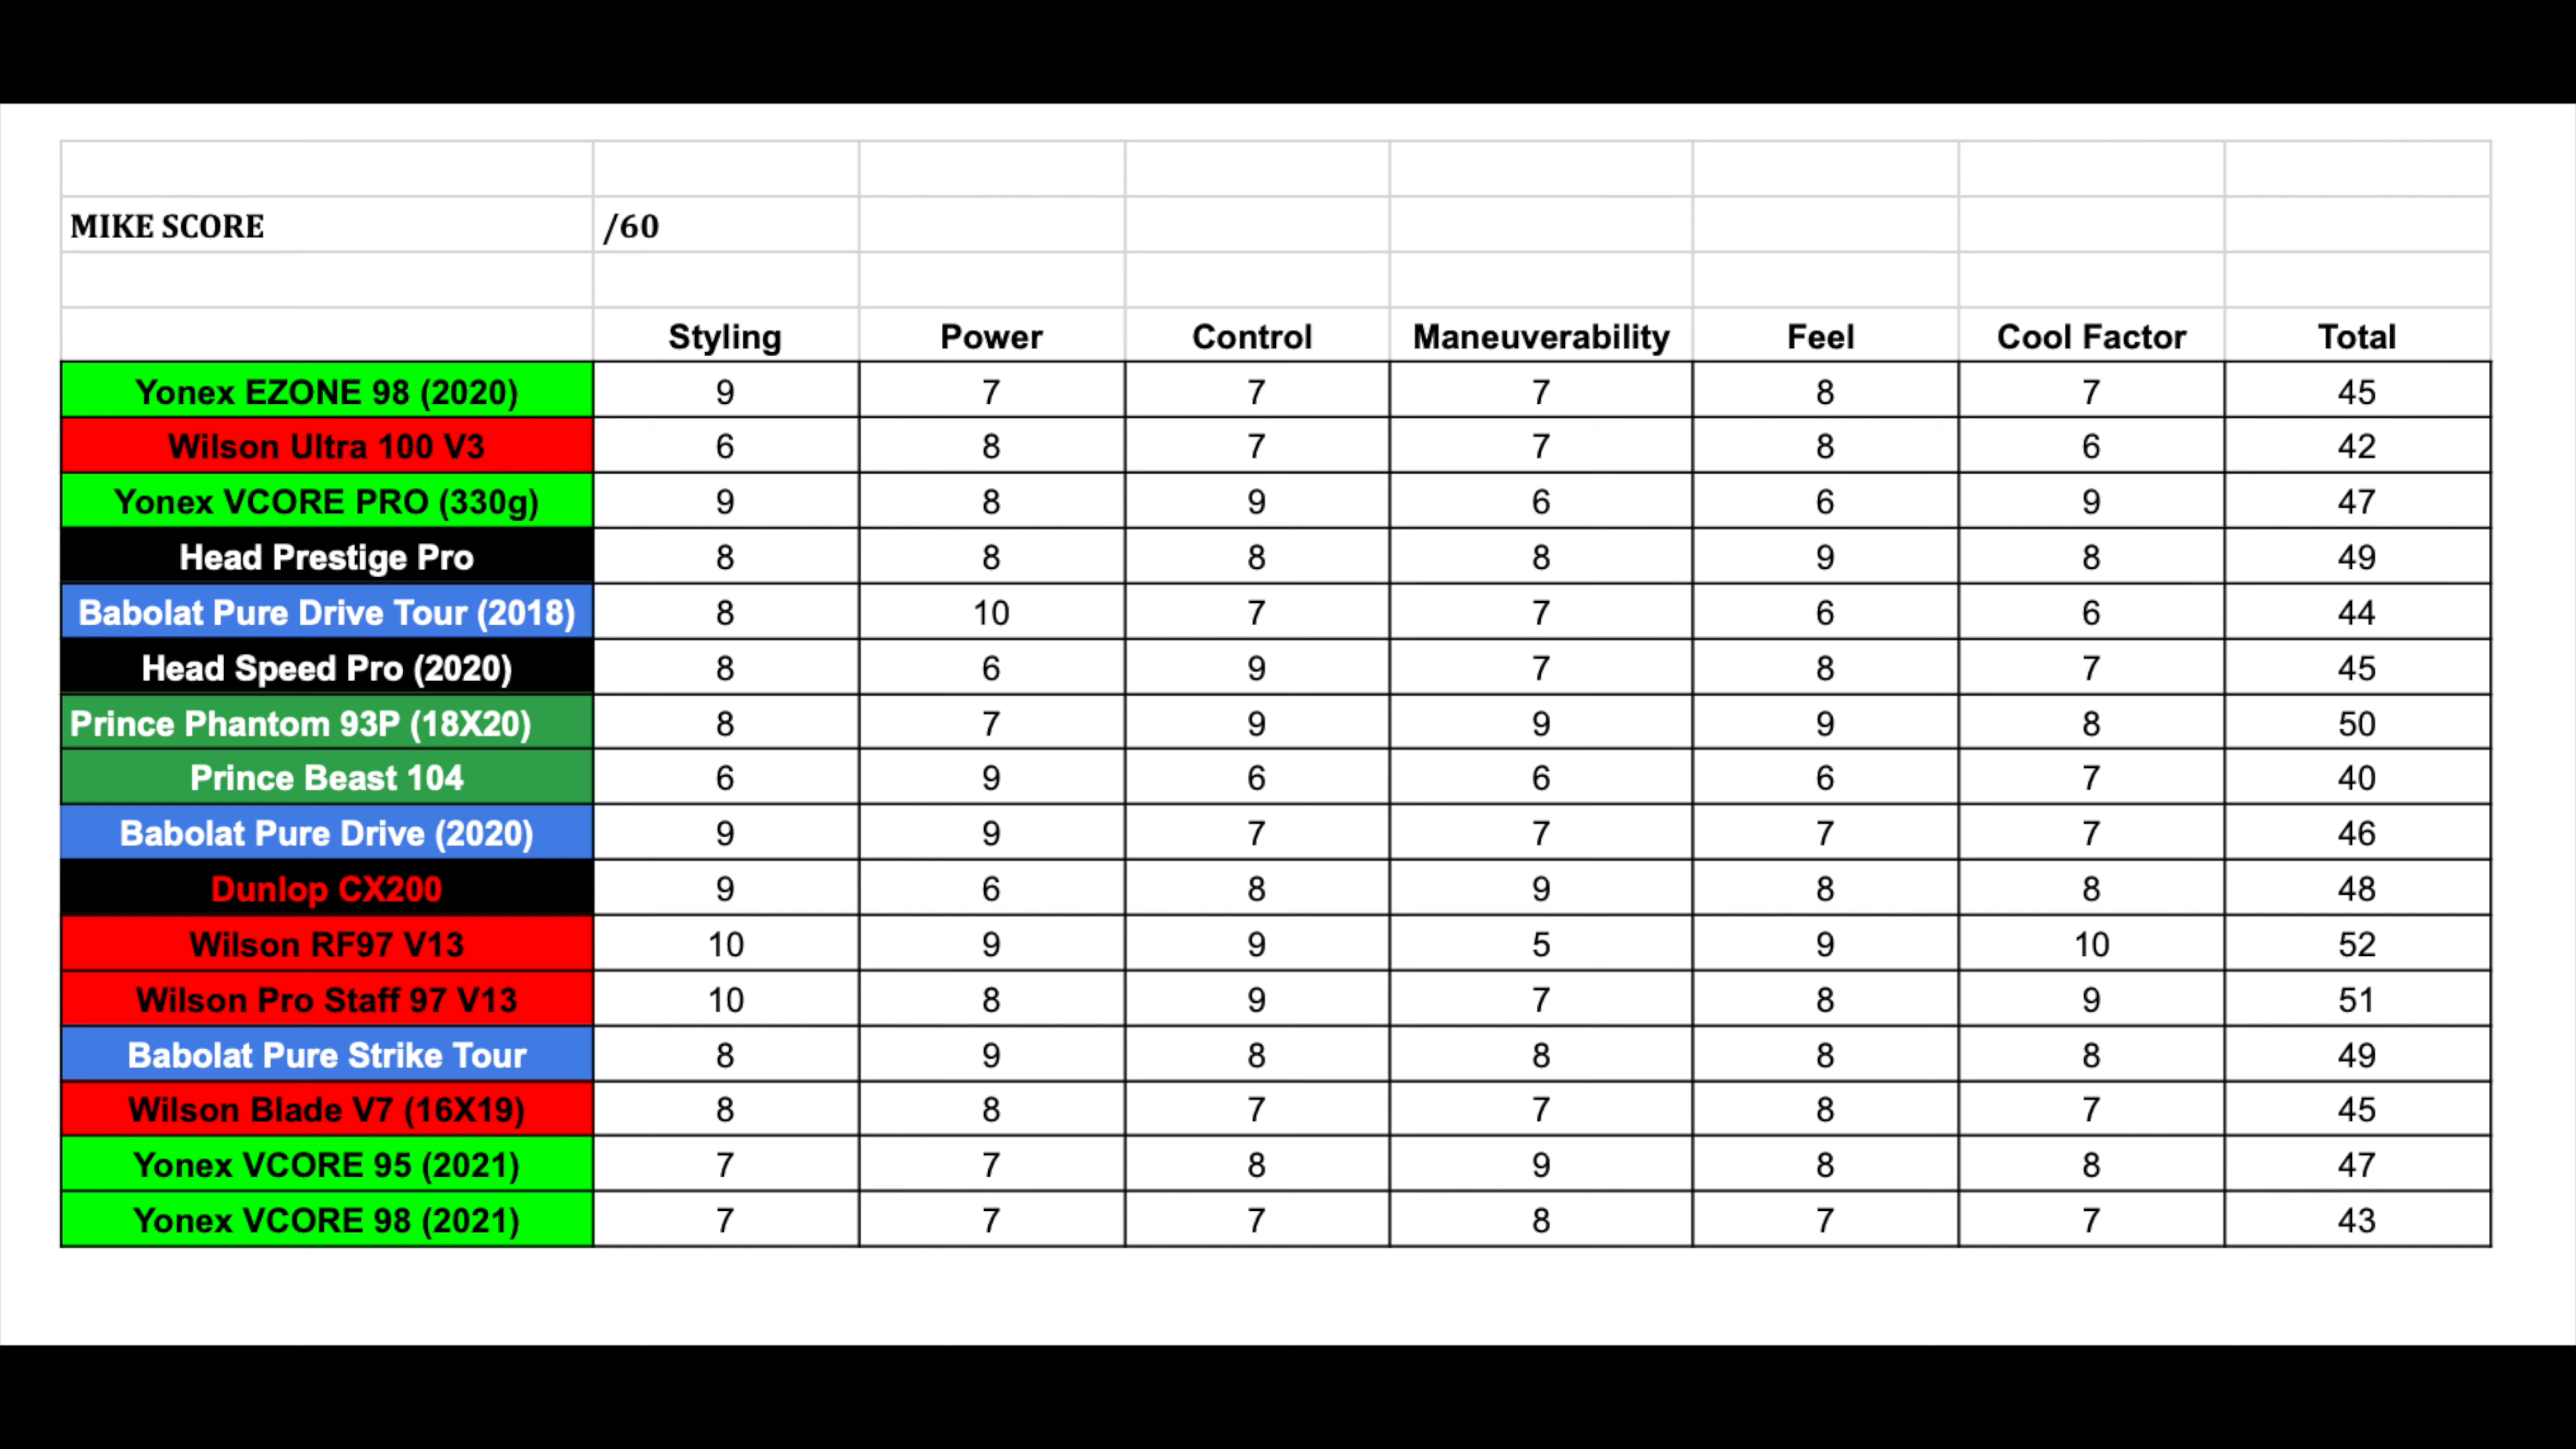 MIKE SCORE /60
Styling Power Control Maneuverability Feel Cool Factor Total
Yonex EZONE 98 (2020) 9 7 7 7 8 7 45
Wilson Ultra 100 V3 6 8 7 7 8 6 42
Yonex VCORE PRO (330g) 9 8 9 6 6 9 47
Head Prestige Pro 8 8 8 8 9 8 49
Babolat Pure Drive Tour (2018) 8 10 7 7 6 6 44
Head Speed Pro (2020) 8 6 9 7 8 7 45
Prince Phantom 93P (18X20) 8 7 9 9 9 8 50
Prince Beast 104 6 9 6 6 6 7 40
Babolat Pure Drive (2020) 9 9 7 7 7 7 46
Dunlop CX200 9 6 8 9 8 8 48
Wilson RF97 V13 10 9 9 5 9 10 52
Wilson Pro Staff 97 V13 10 8 9 7 8 9 51
Babolat Pure Strike Tour 8 9 8 8 8 8 49
Wilson Blade V7 (16X19) 8 8 7 7 8 7 45
Yonex VCORE 95 (2021) 7 7 8 9 8 8 47
Yonex VCORE 98 (2021) 7 7 7 8 7 7 43